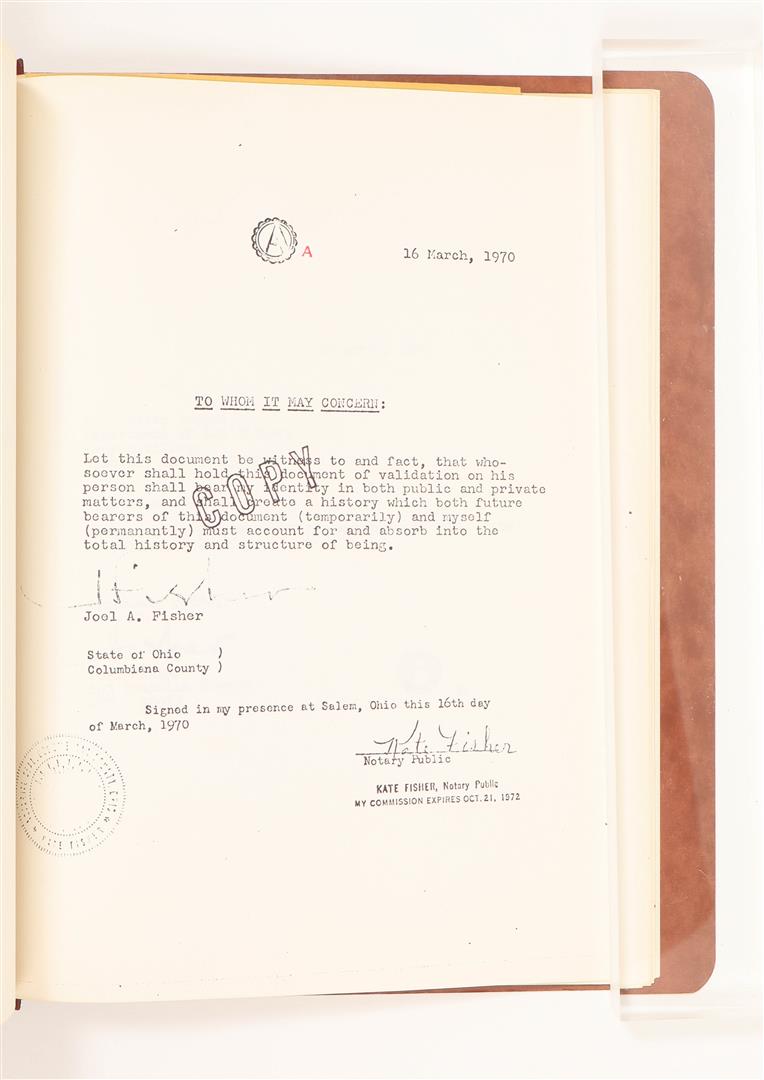 A A
16 March, 1970
TO WHOM IT MAY CONCERN:
Let this document be witness to and fact, that who-
soever shall hold this document of validation on his
person shall bear my identity in both public and private
matters, and shall create a history which both future
bearers of this document (temporarily) and myself
(permanantly) must account for and absorb into the
total history and structure of being.
COPY
Fisher
Joel A. Fisher
State of Ohio )
Columbiana County )
Signed in my presence at Salem, Ohio this 16th day
of March, 1970
Kate Fisher
Notary Public
KATE FISHER, Notary Public
MY COMMISSION EXPIRES OCT. 21, 1972
KATE FISHER